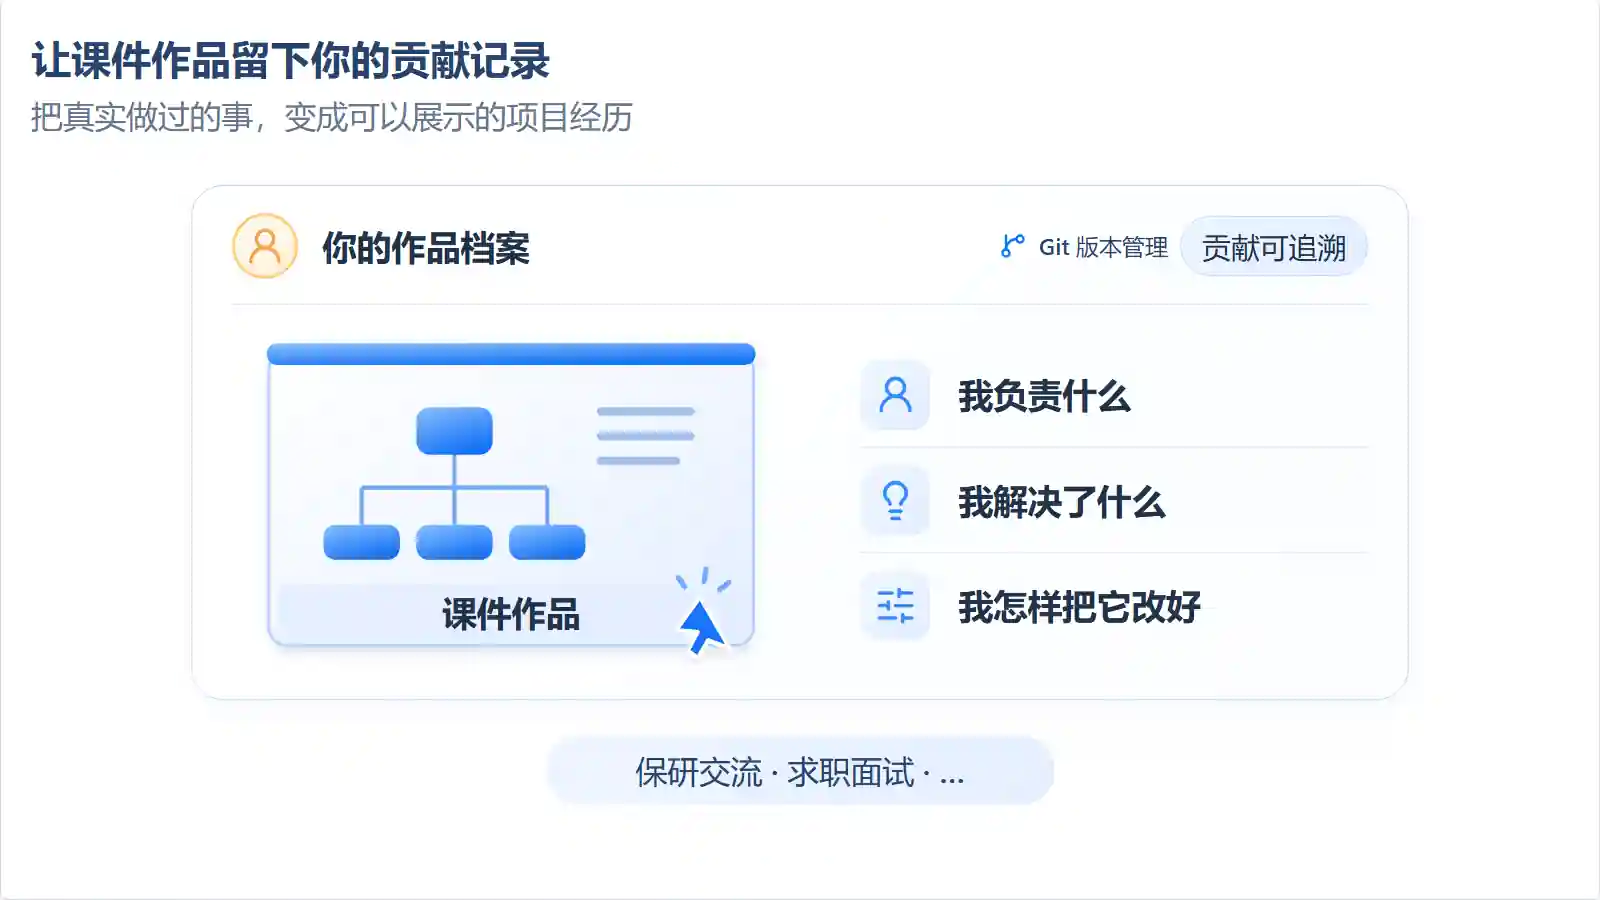 让课件作品留下你的贡献记录
把真实做过的事，变成可以展示的项目经历
你的作品档案
Git 版本管理
贡献可追溯
课件作品
我负责什么
我解决了什么
我怎样把它改好
保研交流 · 求职面试 · ...